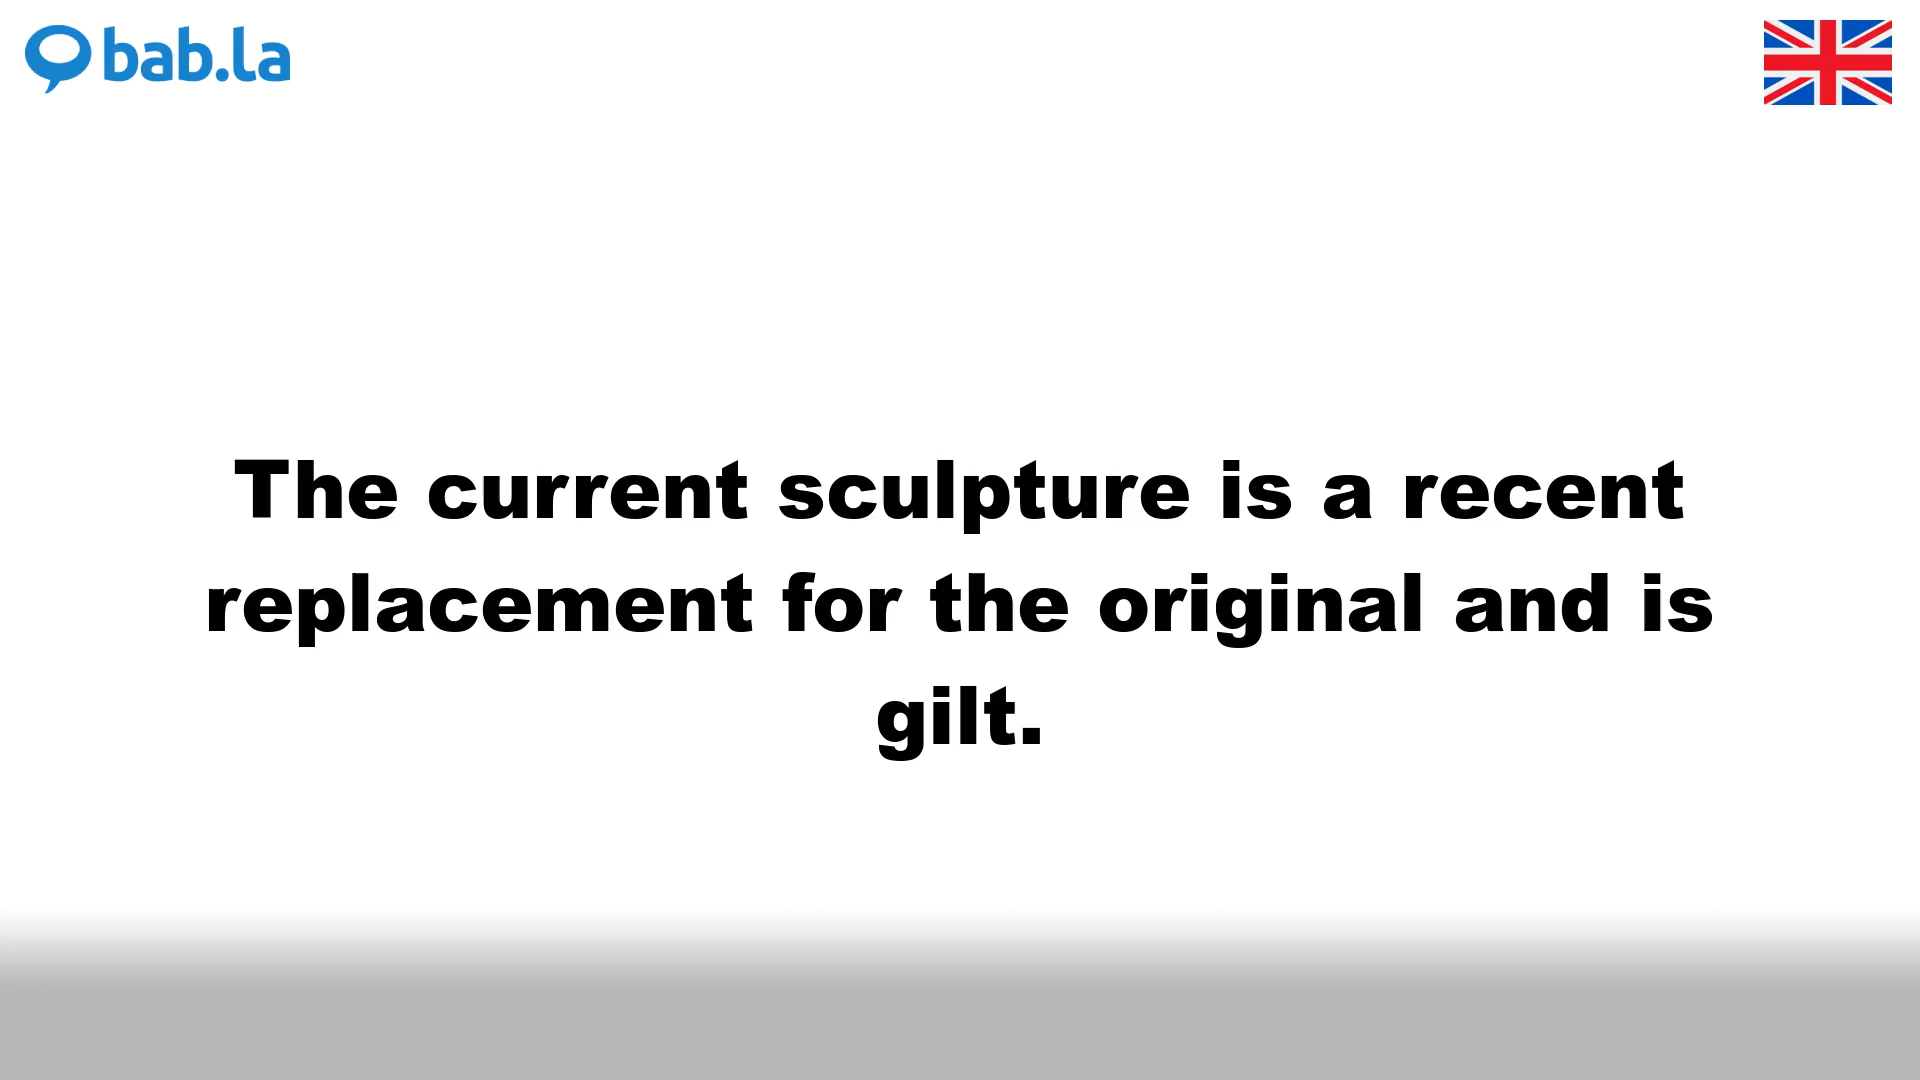 bab.la
The current sculpture is a recent
replacement for the original and is
gilt.